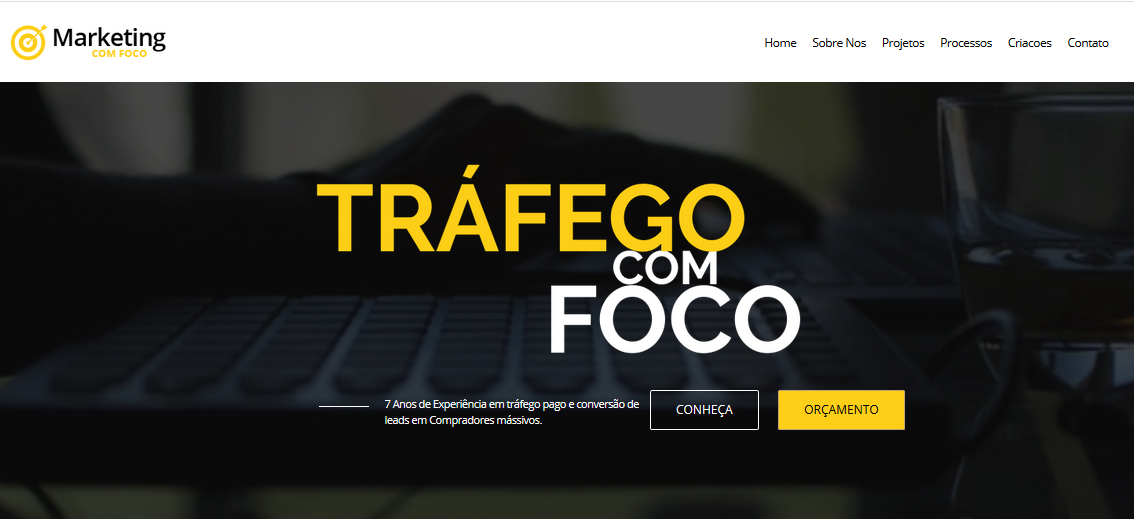 Marketing
COM FOCO
Home Sobre Nos Projetos Processos Criacoes Contato
TRÁFEGO
COM
FOCO
7 Anos de Experiência em tráfego pago e conversão de
leads em Compradores mássivos.
CONHEÇA
ORÇAMENTO